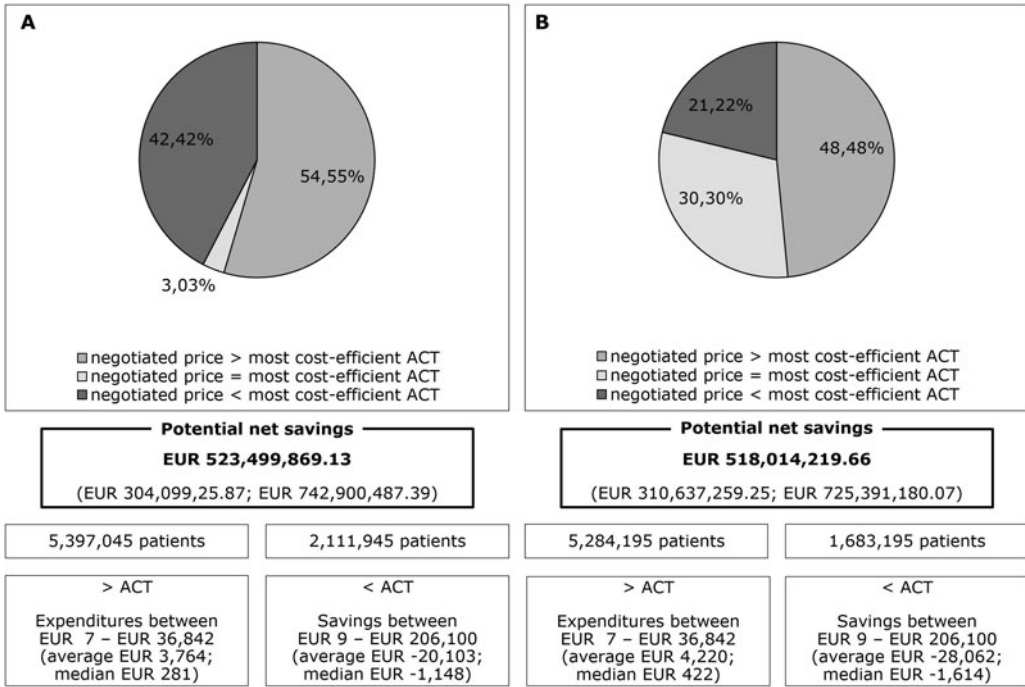 A
42,42%
54,55%
3,03%
negotiated price > most cost-efficient ACT
negotiated price = most cost-efficient ACT
negotiated price < most cost-efficient ACT
Potential net savings
EUR 523,499,869.13
(EUR 304,099,25.87; EUR 742,900,487.39)
5,397,045 patients
2,111,945 patients
> ACT
Expenditures between
EUR 7 – EUR 36,842
(average EUR 3,764;
median EUR 281)
< ACT
Savings between
EUR 9 – EUR 206,100
(average EUR -20,103;
median EUR -1,148)
B
21,22%
48,48%
30,30%
negotiated price > most cost-efficient ACT
negotiated price = most cost-efficient ACT
negotiated price < most cost-efficient ACT
Potential net savings
EUR 518,014,219.66
(EUR 310,637,259.25; EUR 725,391,180.07)
5,284,195 patients
1,683,195 patients
> ACT
Expenditures between
EUR 7 – EUR 36,842
(average EUR 4,220;
median EUR 422)
< ACT
Savings between
EUR 9 – EUR 206,100
(average EUR -28,062;
median EUR -1,614)